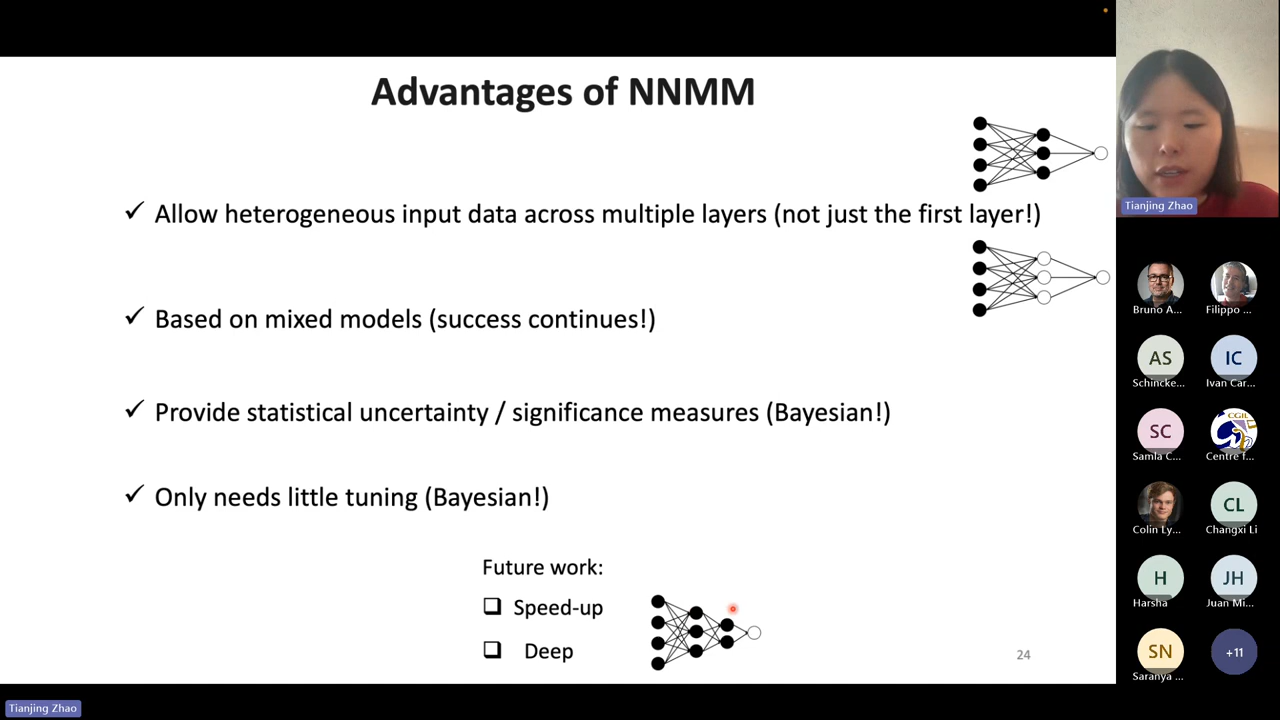 Advantages of NNMM
✓ Allow heterogeneous input data across multiple layers (not just the first layer!)
✓ Based on mixed models (success continues!)
✓ Provide statistical uncertainty / significance measures (Bayesian!)
✓ Only needs little tuning (Bayesian!)
Future work:
❑ Speed-up
❑ Deep
24
Tianjing Zhao
Bruno A...
Filippo ...
AS
Schincke...
IC
Ivan Car...
SC
Samla C...
CGIL
Centre f...
Colin Ly...
CL
Changxi Li
H
Harsha
JH
Juan Mi...
SN
Saranya ...
+11
Tianjing Zhao